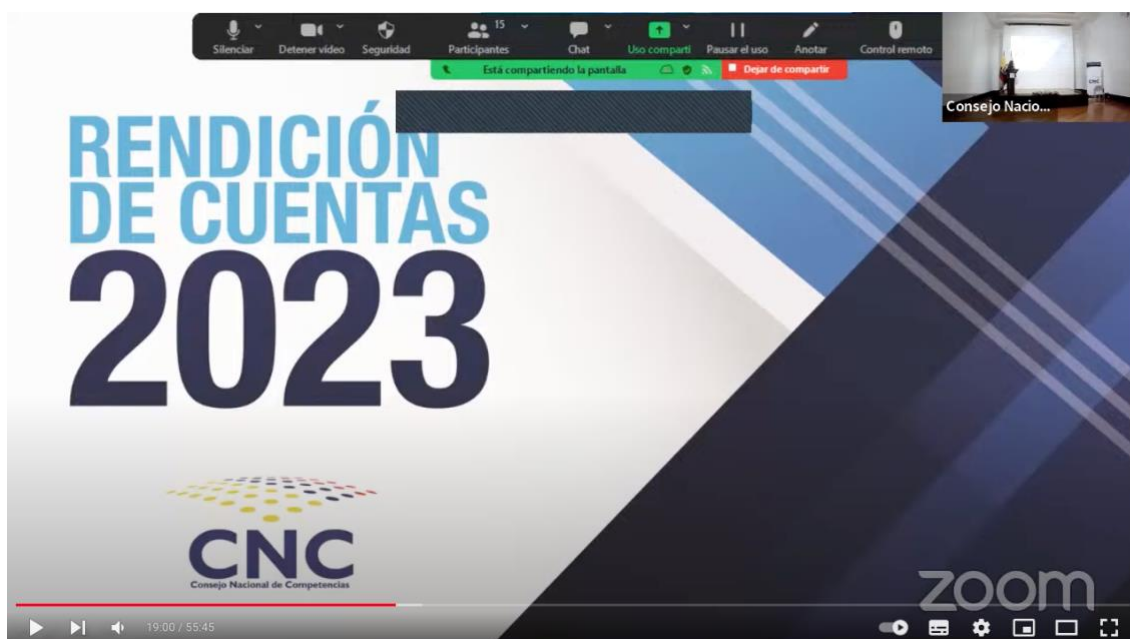 15
Silenciar Detener video Seguridad Participantes Chat Uso comparti Pausar el uso Anotar Control remoto
Está compartiendo la pantalla Dejar de compartir
Consejo Nacio...
RENDICIÓN
DE CUENTAS
2023
CNC
Consejo Nacional de Competencias
zoom
19:00 / 55:45